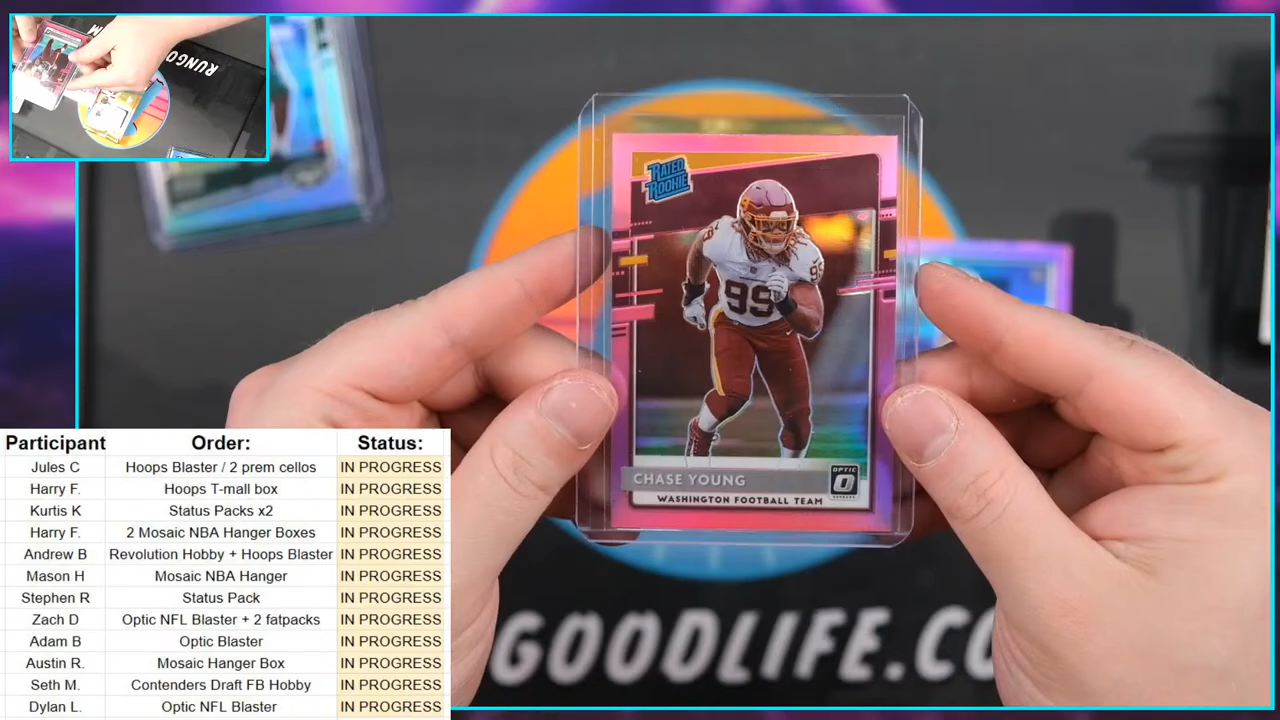 RUNGO
M
RATED
ROOKIE
99
99
99
CHASE YOUNG
OPTIC
WASHINGTON FOOTBALL TEAM
NGOODLIFE.CO
Participant Order: Status:
Jules C Hoops Blaster / 2 prem cellos IN PROGRESS
Harry F. Hoops T-mall box IN PROGRESS
Kurtis K Status Packs x2 IN PROGRESS
Harry F. 2 Mosaic NBA Hanger Boxes IN PROGRESS
Andrew B Revolution Hobby + Hoops Blaster IN PROGRESS
Mason H Mosaic NBA Hanger IN PROGRESS
Stephen R Status Pack IN PROGRESS
Zach D Optic NFL Blaster + 2 fatpacks IN PROGRESS
Adam B Optic Blaster IN PROGRESS
Austin R. Mosaic Hanger Box IN PROGRESS
Seth M. Contenders Draft FB Hobby IN PROGRESS
Dylan L. Optic NFL Blaster IN PROGRESS